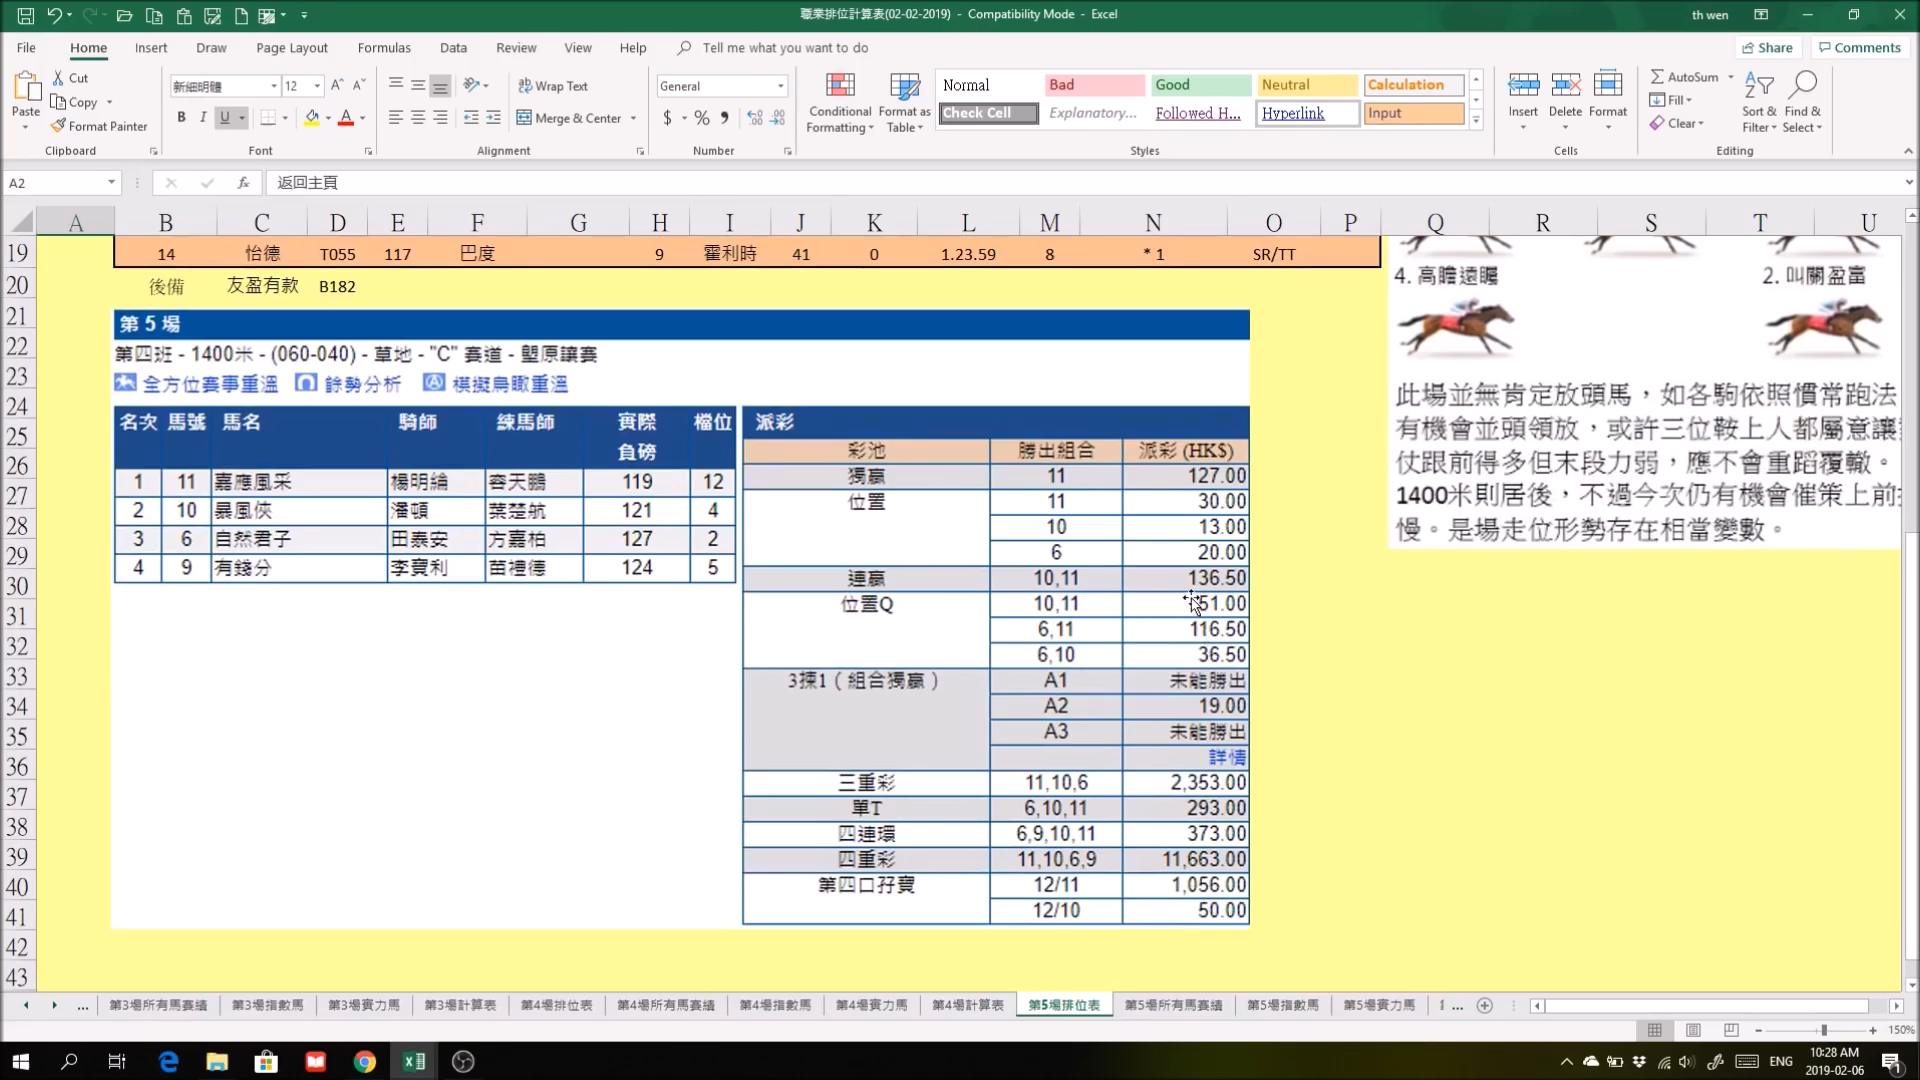 職業排位計算表(02-02-2019) - Compatibility Mode - Excel
th wen
File Home Insert Draw Page Layout Formulas Data Review View Help Tell me what you want to do
Share Comments
Paste
Cut
Copy
Format Painter
Clipboard
新細明體 12
B I U
Font
Wrap Text
Merge & Center
Alignment
General
$ % ,
Number
Conditional Formatting
Format as Table
Normal Bad Good Neutral Calculation
Check Cell Explanatory... Followed H... Hyperlink Input
Styles
Insert Delete Format
Cells
AutoSum
Fill
Clear
Sort & Filter
Find & Select
Editing
A2 fx 返回主頁
A B C D E F G H I J K L M N O P Q R S T U
19 14 怡德 T055 117 巴度 9 霍利時 41 0 1.23.59 8 * 1 SR/TT
20 後備 友盈有款 B182
4. 高瞻遠矚 2. 叫關盈富
21 第 5 場
22 第四班 - 1400米 - (060-040) - 草地 - "C" 賽道 - 壆原讓賽
23 全方位賽事重溫 餘勢分析 模擬鳥瞰重溫
24
25
26
27
28
29
30
31
32
33
34
35
36
37
38
39
40
41
42
43
名次 馬號 馬名 騎師 練馬師 實際負磅 檔位
1 11 嘉應風采 楊明綸 容天鵬 119 12
2 10 暴風俠 潘頓 葉楚航 121 4
3 6 自然君子 田泰安 方嘉柏 127 2
4 9 有錢分 李寶利 苗禮德 124 5
派彩
彩池 勝出組合 派彩 (HK$)
獨贏 11 127.00
位置 11 30.00
10 13.00
6 20.00
連贏 10,11 136.50
位置Q 10,11 51.00
6,11 116.50
6,10 36.50
3揀1 ( 組合獨贏 ) A1 未能勝出
A2 19.00
A3 未能勝出
詳情
三重彩 11,10,6 2,353.00
單T 6,10,11 293.00
四連環 6,9,10,11 373.00
四重彩 11,10,6,9 11,663.00
第四口孖寶 12/11 1,056.00
12/10 50.00
此場並無肯定放頭馬，如各駒依照慣常跑法
有機會並頭領放，或許三位鞍上人都屬意讓
仗跟前得多但末段力弱，應不會重蹈覆轍。
1400米則居後，不過今次仍有機會催策上前
慢。是場走位形勢存在相當變數。
... 第3場所有馬賽績 第3場指數馬 第3場實力馬 第3場計算表 第4場排位表 第4場所有馬賽績 第4場指數馬 第4場實力馬 第4場計算表 第5場排位表 第5場所有馬賽績 第5場指數馬 第5場實力馬 ...
150%
ENG
10:28 AM
2019-02-06